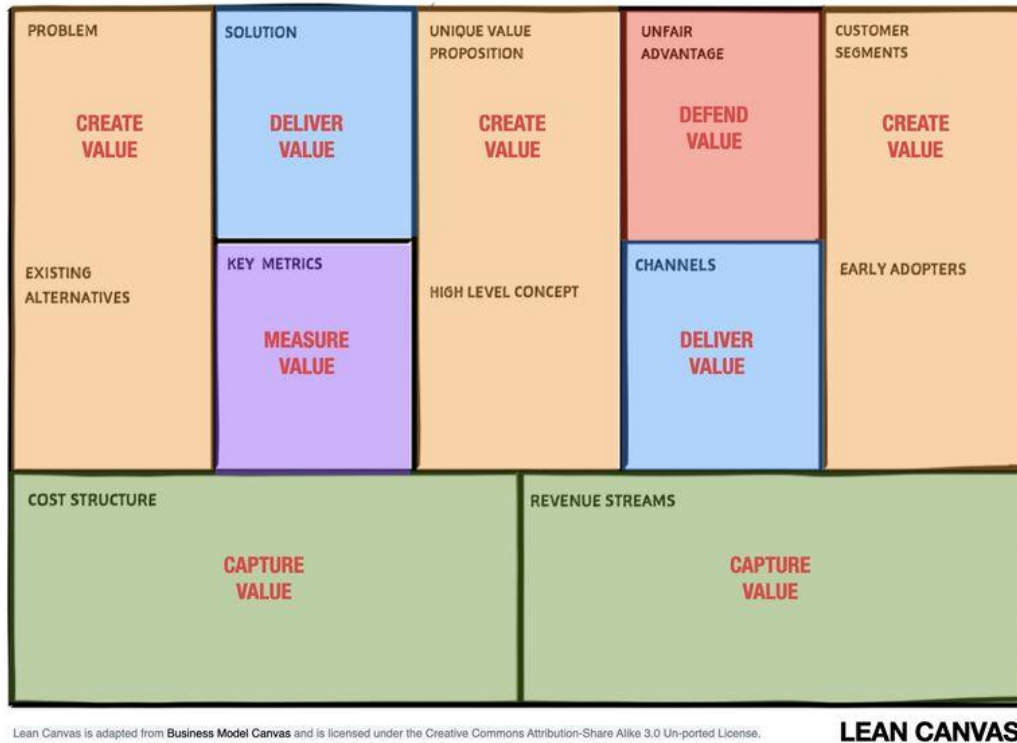 PROBLEM
CREATE
VALUE
EXISTING
ALTERNATIVES
SOLUTION
DELIVER
VALUE
KEY METRICS
MEASURE
VALUE
UNIQUE VALUE
PROPOSITION
CREATE
VALUE
HIGH LEVEL CONCEPT
UNFAIR
ADVANTAGE
DEFEND
VALUE
CHANNELS
DELIVER
VALUE
CUSTOMER
SEGMENTS
CREATE
VALUE
EARLY ADOPTERS
COST STRUCTURE
CAPTURE
VALUE
REVENUE STREAMS
CAPTURE
VALUE
Lean Canvas is adapted from Business Model Canvas and is licensed under the Creative Commons Attribution-Share Alike 3.0 Un-ported License.
LEAN CANVAS